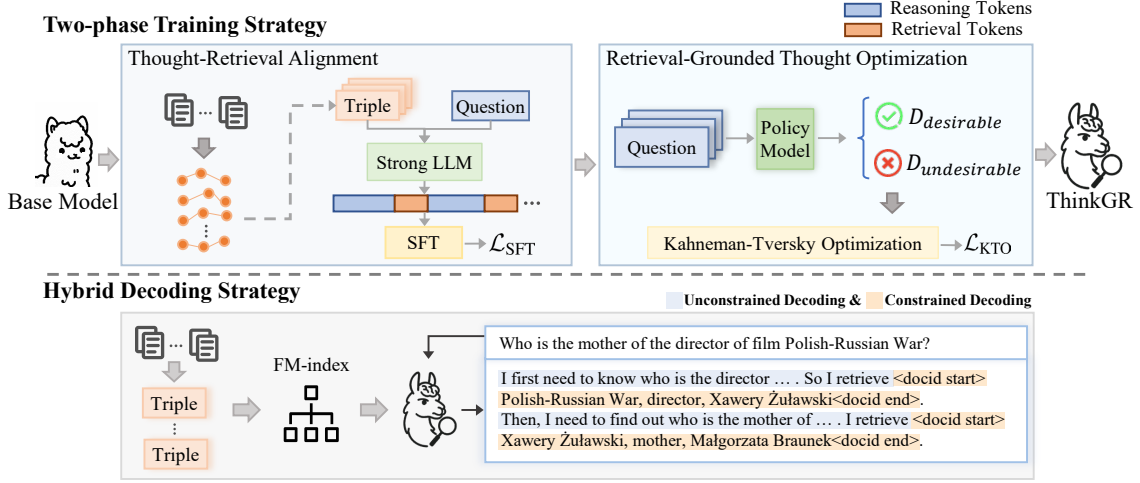 Two-phase Training Strategy
Reasoning Tokens
Retrieval Tokens
Thought-Retrieval Alignment
...
Triple
Question
Strong LLM
...
SFT
ℒSFT
Base Model
Retrieval-Grounded Thought Optimization
Question
Policy
Model
Ddesirable
Dundesirable
Kahneman-Tversky Optimization
ℒKTO
ThinkGR
Hybrid Decoding Strategy
Unconstrained Decoding & Constrained Decoding
...
Triple
Triple
FM-index
Who is the mother of the director of film Polish-Russian War?
I first need to know who is the director … . So I retrieve <docid start>
Polish-Russian War, director, Xawery Żuławski<docid end>.
Then, I need to find out who is the mother of … . I retrieve <docid start>
Xawery Żuławski, mother, Małgorzata Braunek<docid end>.